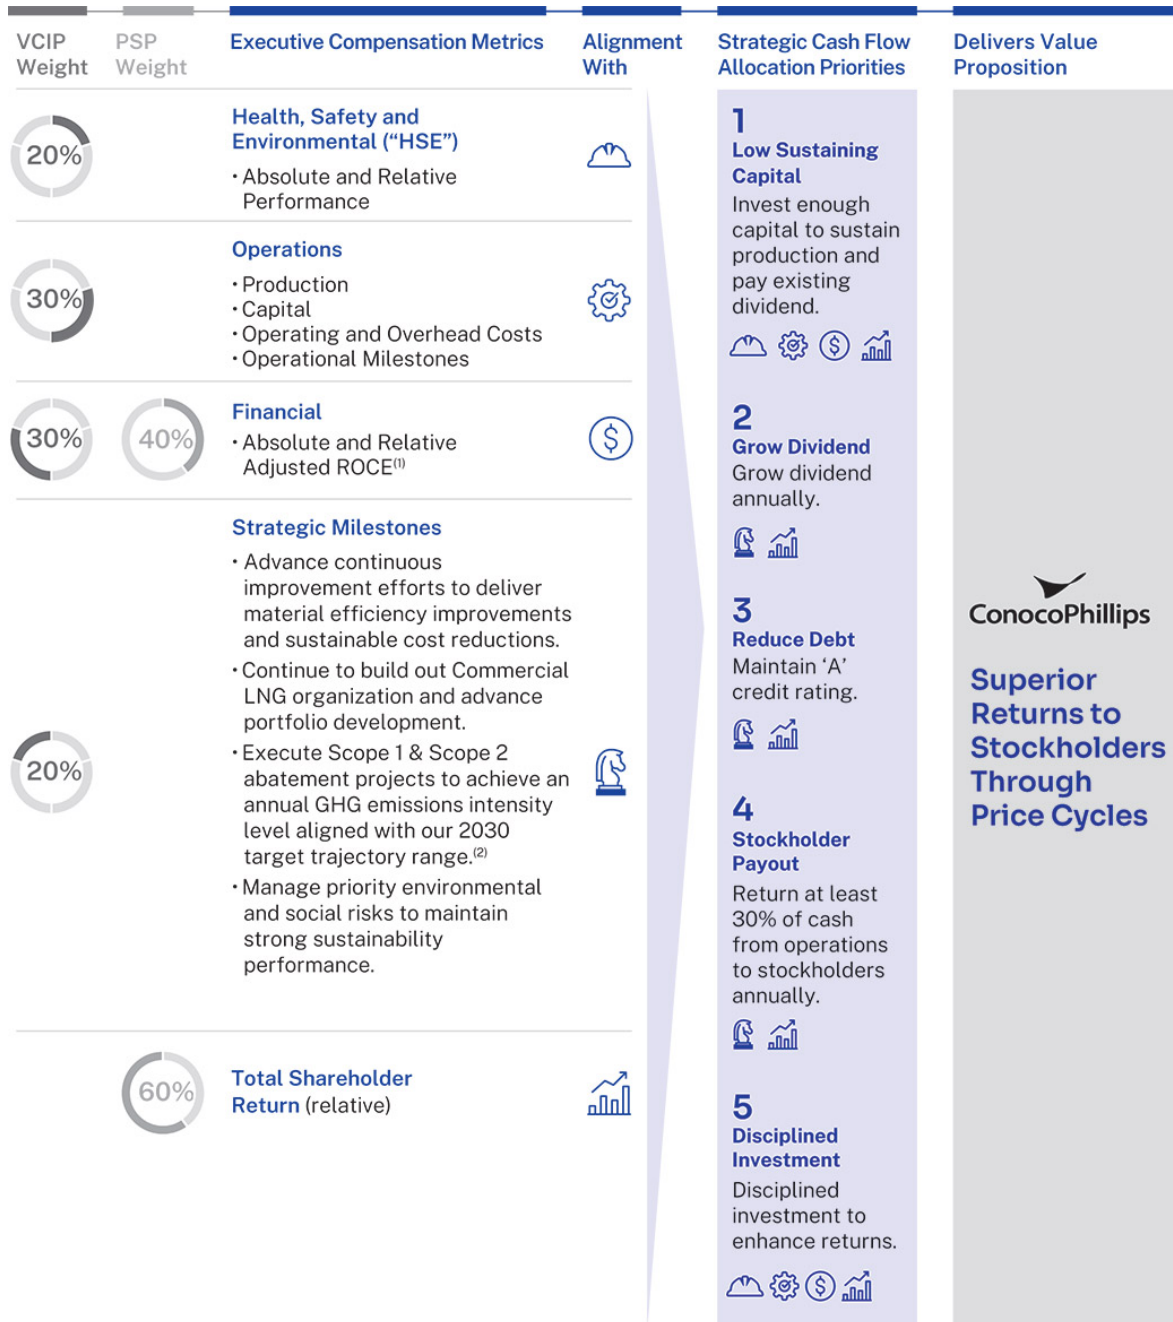 VCIP
Weight
PSP
Weight
Executive Compensation Metrics
Alignment
With
Strategic Cash Flow
Allocation Priorities
Delivers Value
Proposition
20%
Health, Safety and
Environmental (“HSE”)
• Absolute and Relative
Performance
30%
Operations
• Production
• Capital
• Operating and Overhead Costs
• Operational Milestones
30%
40%
Financial
• Absolute and Relative
Adjusted ROCE(1)
$
20%
Strategic Milestones
• Advance continuous
improvement efforts to deliver
material efficiency improvements
and sustainable cost reductions.
• Continue to build out Commercial
LNG organization and advance
portfolio development.
• Execute Scope 1 & Scope 2
abatement projects to achieve an
annual GHG emissions intensity
level aligned with our 2030
target trajectory range.(2)
• Manage priority environmental
and social risks to maintain
strong sustainability
performance.
60%
Total Shareholder
Return (relative)
1
Low Sustaining
Capital
Invest enough
capital to sustain
production and
pay existing
dividend.
$
2
Grow Dividend
Grow dividend
annually.
3
Reduce Debt
Maintain ‘A’
credit rating.
4
Stockholder
Payout
Return at least
30% of cash
from operations
to stockholders
annually.
5
Disciplined
Investment
Disciplined
investment to
enhance returns.
$
ConocoPhillips
Superior
Returns to
Stockholders
Through
Price Cycles